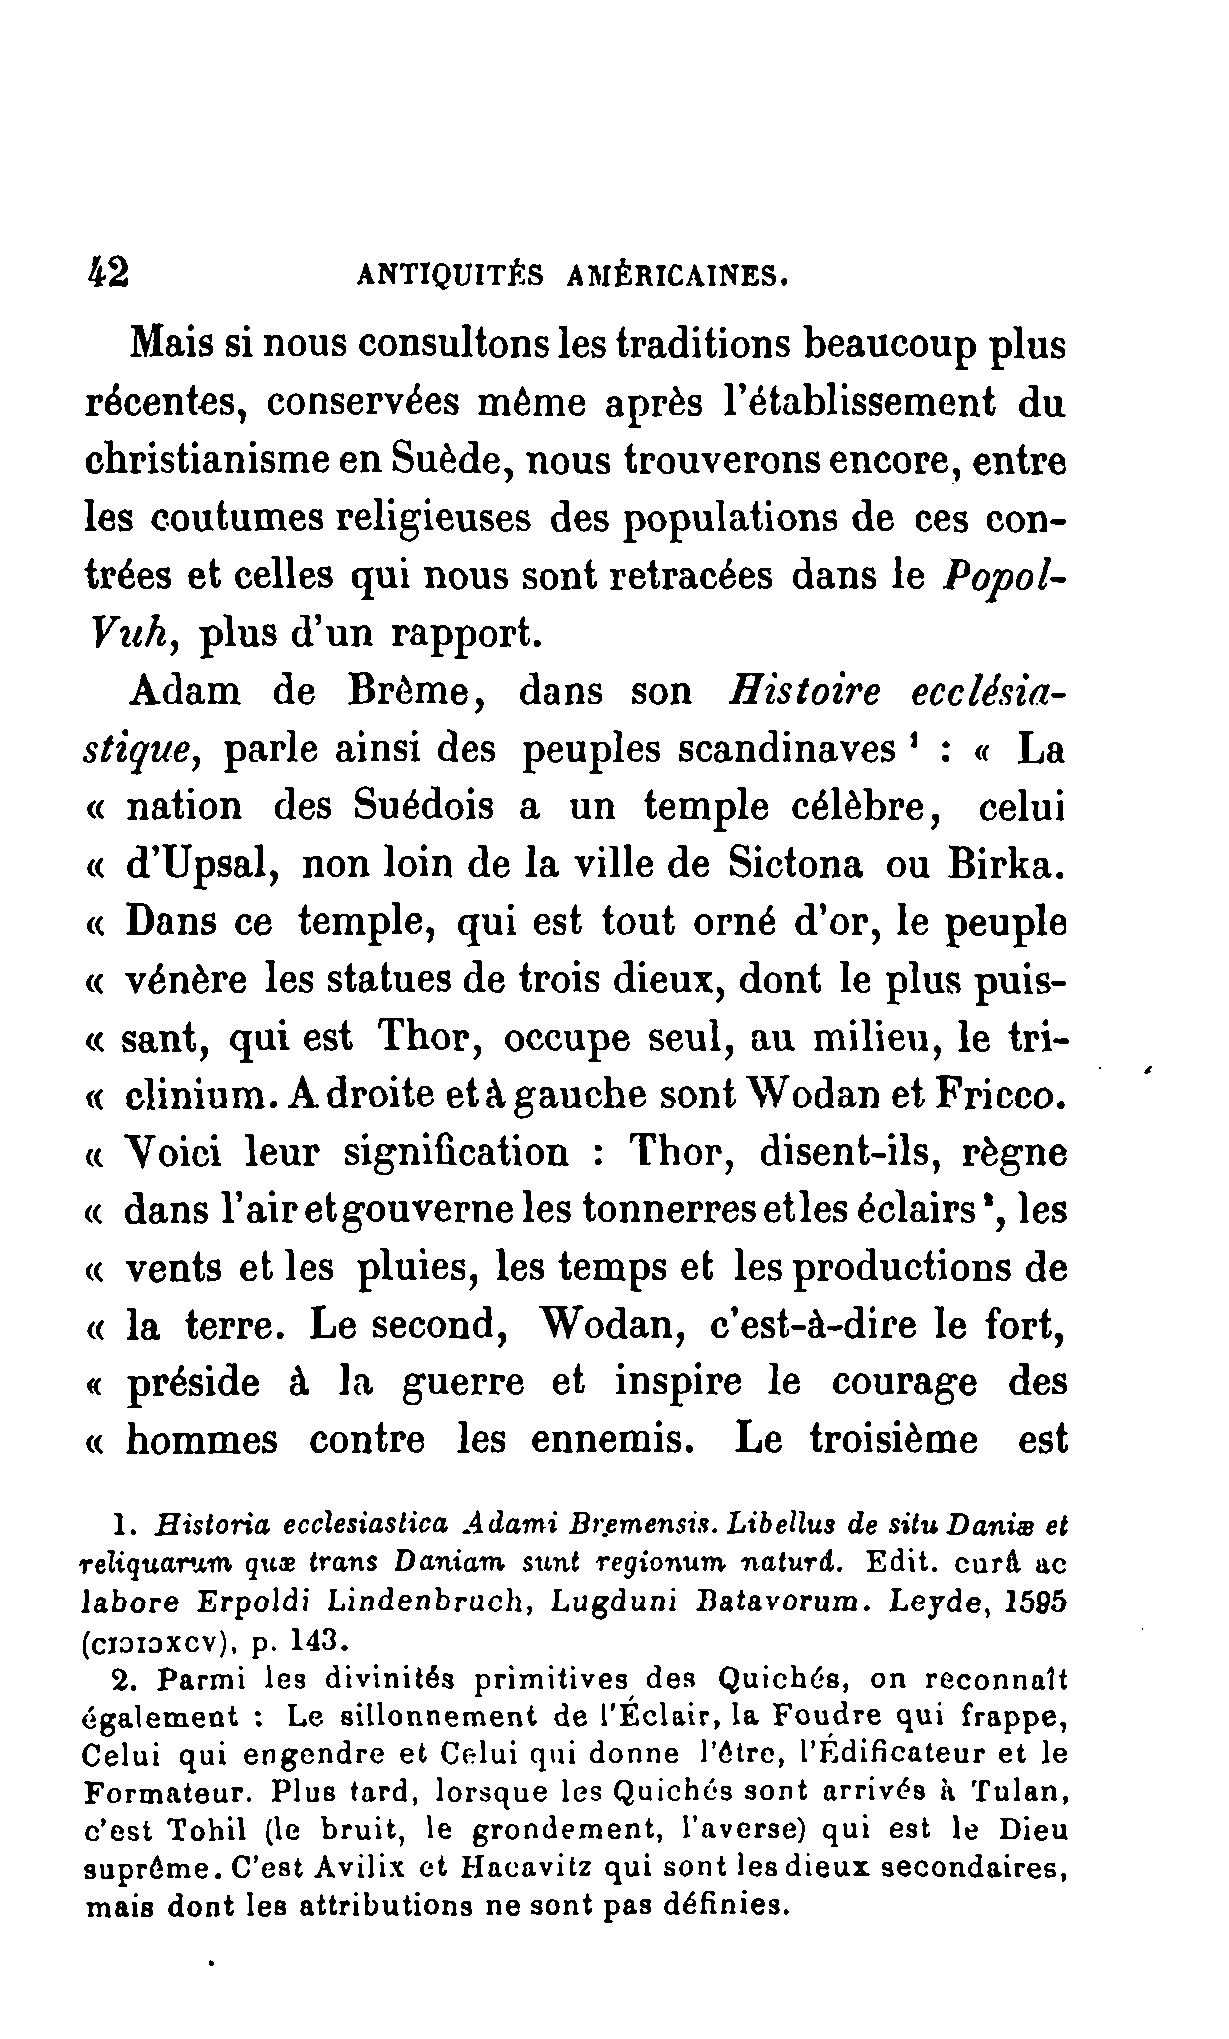 42 ANTIQUITÉS AMÉRICAINES.
Mais si nous consultons les traditions beaucoup plus
récentes, conservées même après l'établissement du
christianisme en Suède, nous trouverons encore, entre
les coutumes religieuses des populations de ces con-
trées et celles qui nous sont retracées dans le Popol-
Vuh, plus d'un rapport.
Adam de Brême, dans son Histoire ecclésia-
stique, parle ainsi des peuples scandinaves ¹ : « La
« nation des Suédois a un temple célèbre, celui
« d'Upsal, non loin de la ville de Sictona ou Birka.
« Dans ce temple, qui est tout orné d'or, le peuple
« vénère les statues de trois dieux, dont le plus puis-
« sant, qui est Thor, occupe seul, au milieu, le tri-
« clinium. A droite et à gauche sont Wodan et Fricco.
« Voici leur signification : Thor, disent-ils, règne
« dans l'air et gouverne les tonnerres et les éclairs ², les
« vents et les pluies, les temps et les productions de
« la terre. Le second, Wodan, c'est-à-dire le fort,
« préside à la guerre et inspire le courage des
« hommes contre les ennemis. Le troisième est
1. Historia ecclesiastica Adami Bremensis. Libellus de situ Daniæ et
reliquarum quæ trans Daniam sunt regionum naturâ. Edit. curâ ac
labore Erpoldi Lindenbruch, Lugduni Batavorum. Leyde, 1595
(CIƆIƆXCV), p. 143.
2. Parmi les divinités primitives des Quichés, on reconnaît
également : Le sillonnement de l'Éclair, la Foudre qui frappe,
Celui qui engendre et Celui qui donne l'être, l'Édificateur et le
Formateur. Plus tard, lorsque les Quichés sont arrivés à Tulan,
c'est Tohil (le bruit, le grondement, l'averse) qui est le Dieu
suprême. C'est Avilix et Hacavitz qui sont les dieux secondaires,
mais dont les attributions ne sont pas définies.